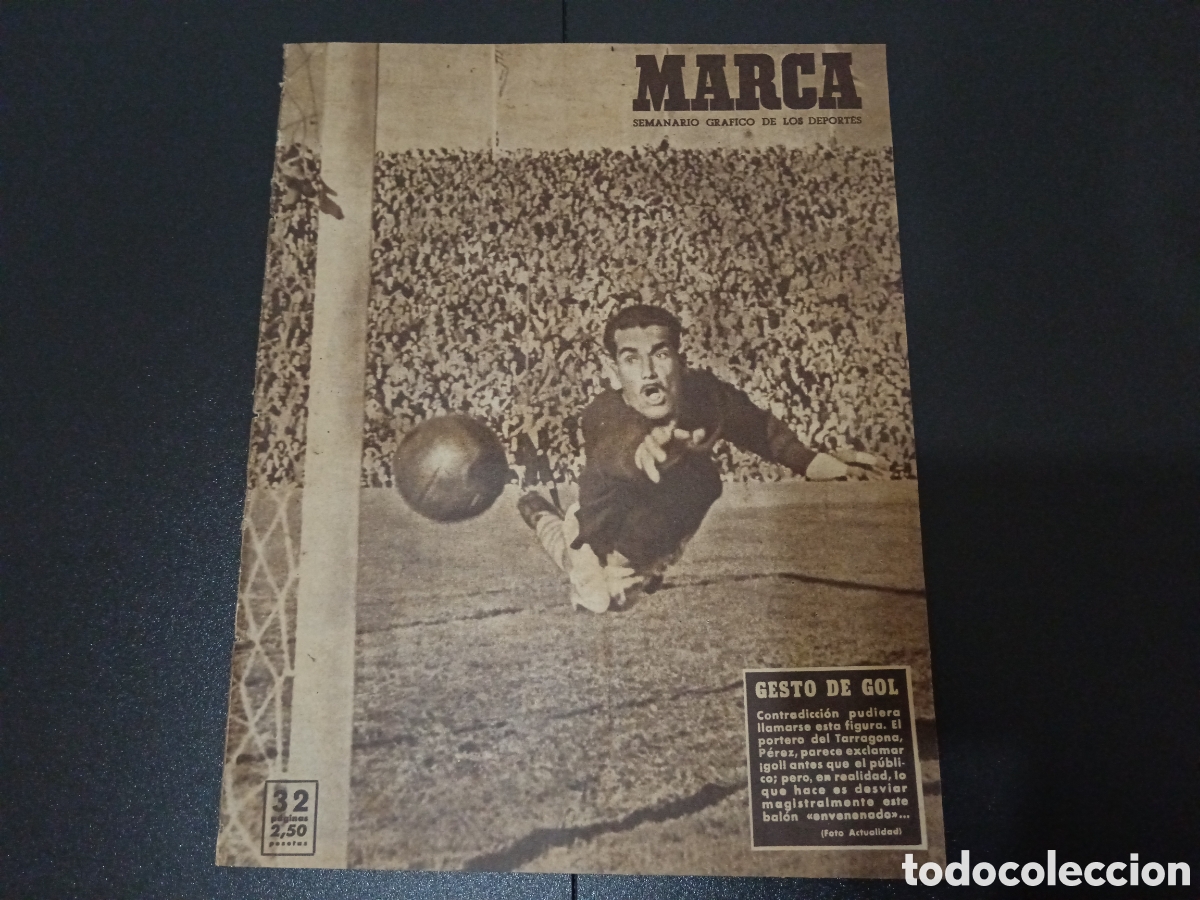 MARCA
SEMANARIO GRAFICO DE LOS DEPORTES
GESTO DE GOL
Contradicción pudiera
llamarse esta figura. El
portero del Tarragona,
Pérez, parece exclamar
¡gol! antes que el públi-
co; pero, en realidad, lo
que hace es desviar
magistralmente este
balón «envenenado»...
(Foto Actualidad)
32
páginas
2,50
pesetas
todocoleccion